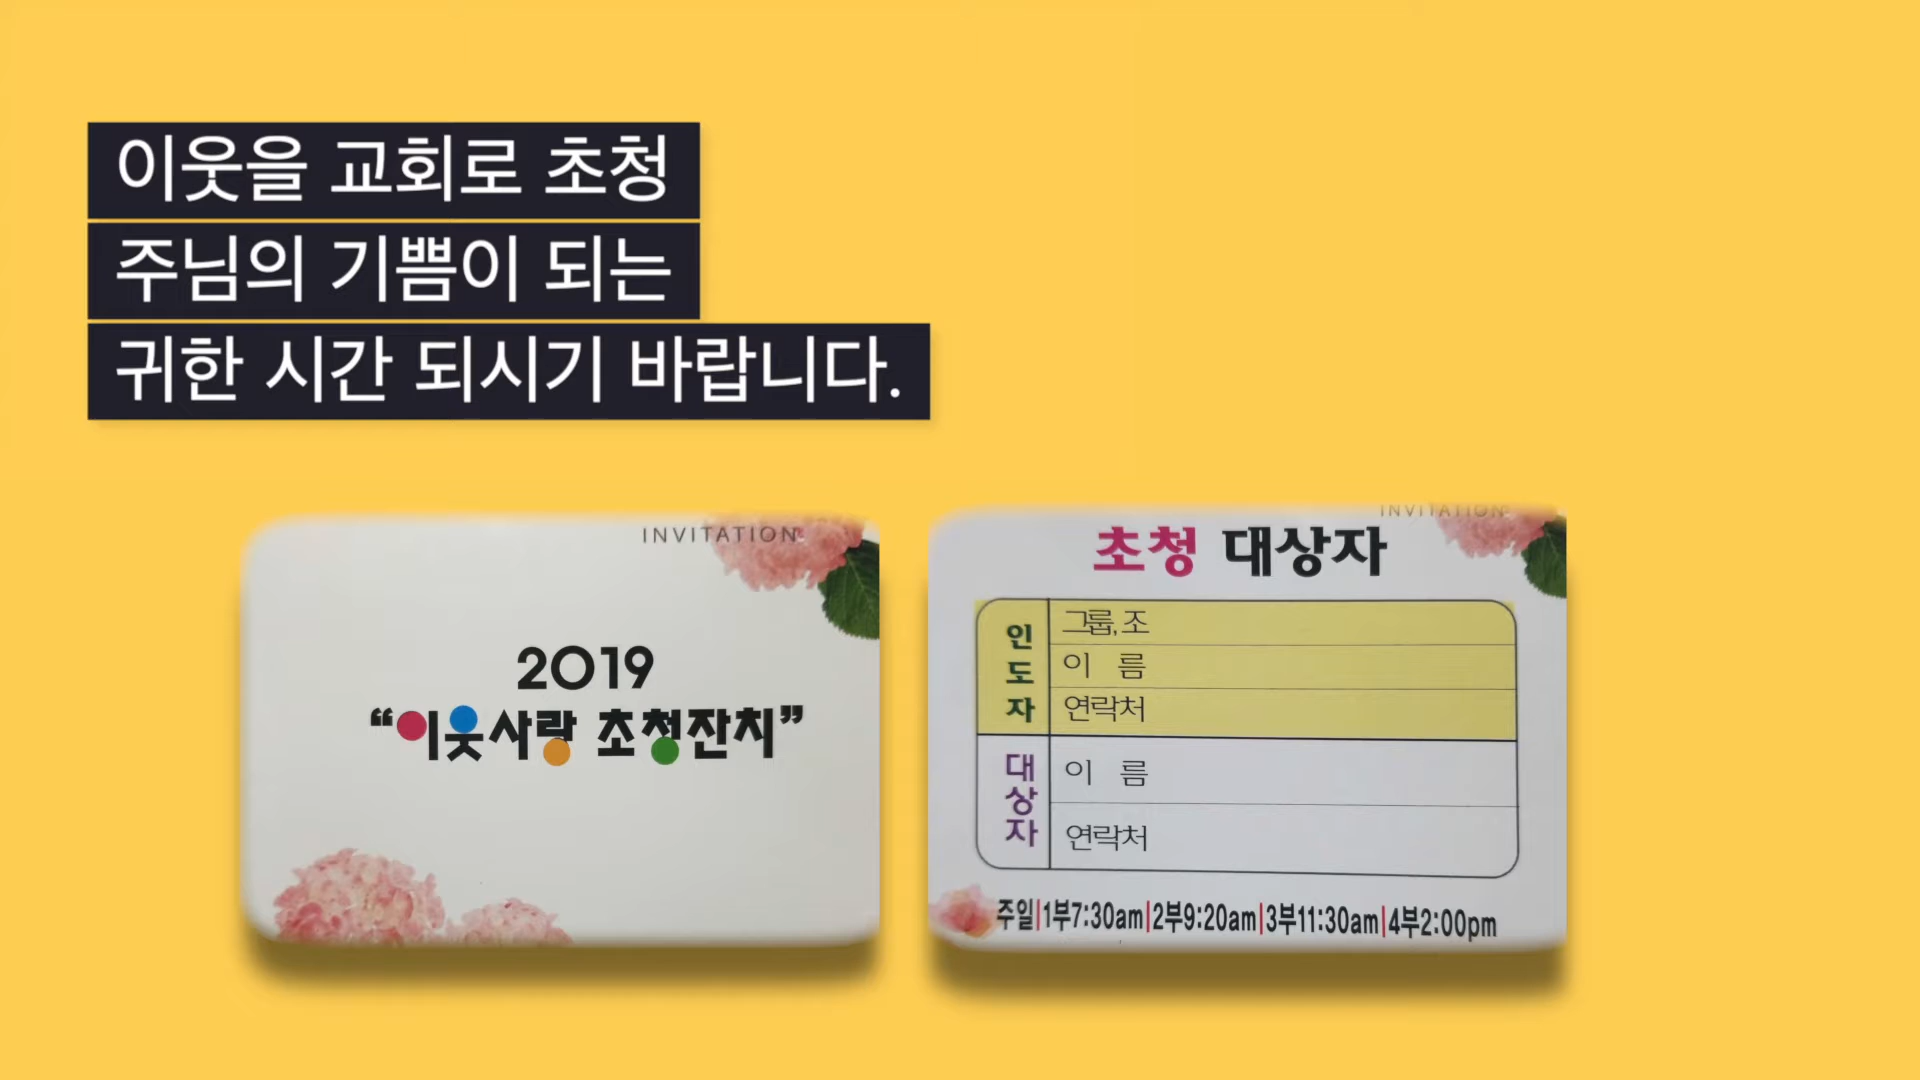 이웃을 교회로 초청
주님의 기쁨이 되는
귀한 시간 되시기 바랍니다.
INVITATION
2019
“이웃사랑 초청잔치”
INVITATION
초청 대상자
인도자
그룹, 조
이 름
연락처
대상자
이 름
연락처
주일|1부7:30am|2부9:20am|3부11:30am|4부2:00pm